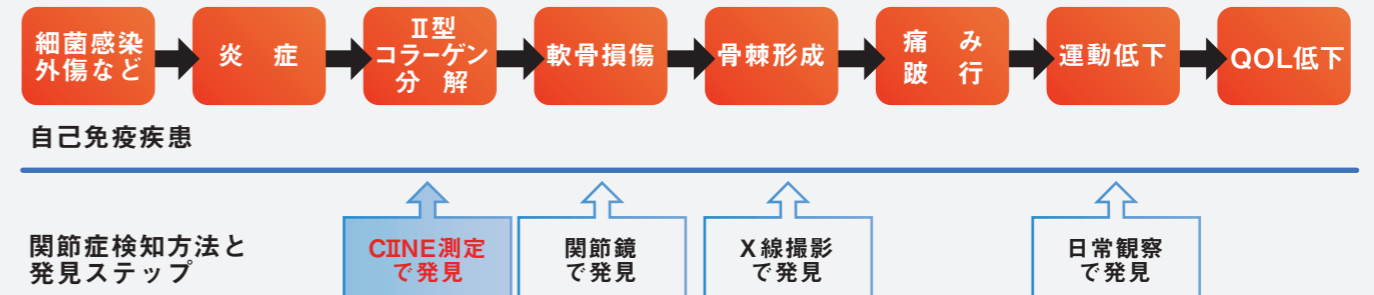 細菌感染
外傷など
炎 症
Ⅱ型
コラーゲン
分 解
軟骨損傷
骨棘形成
痛 み
跛 行
運動低下
QOL低下
自己免疫疾患
関節症検知方法と
発見ステップ
CⅡNE測定
で発見
関節鏡
で発見
X線撮影
で発見
日常観察
で発見